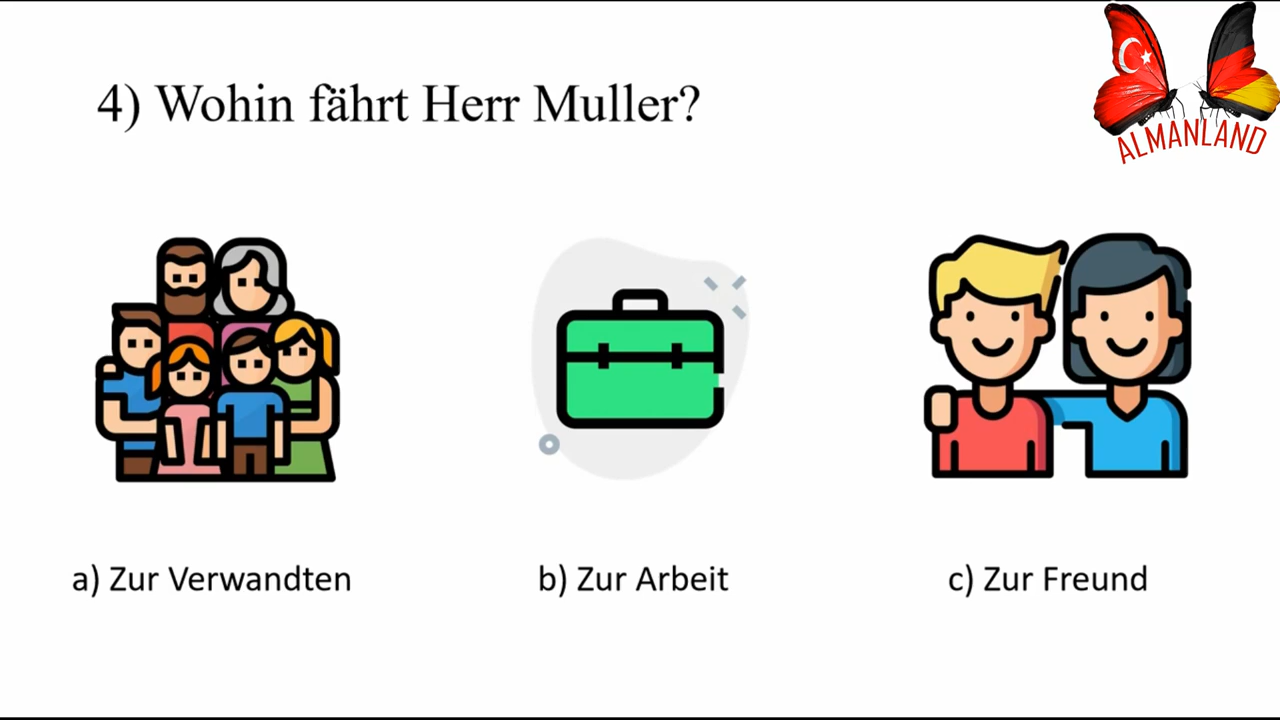 4) Wohin fährt Herr Muller?
ALMANLAND
a) Zur Verwandten
b) Zur Arbeit
c) Zur Freund